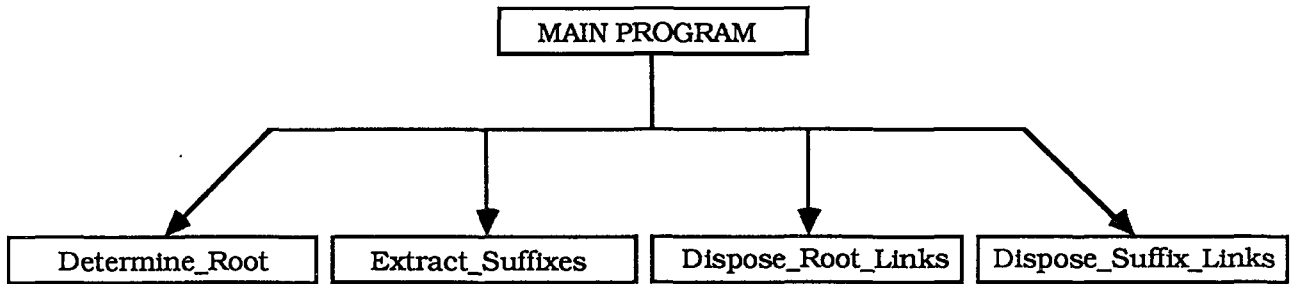 MAIN PROGRAM
Determine_Root
Extract_Suffixes
Dispose_Root_Links
Dispose_Suffix_Links